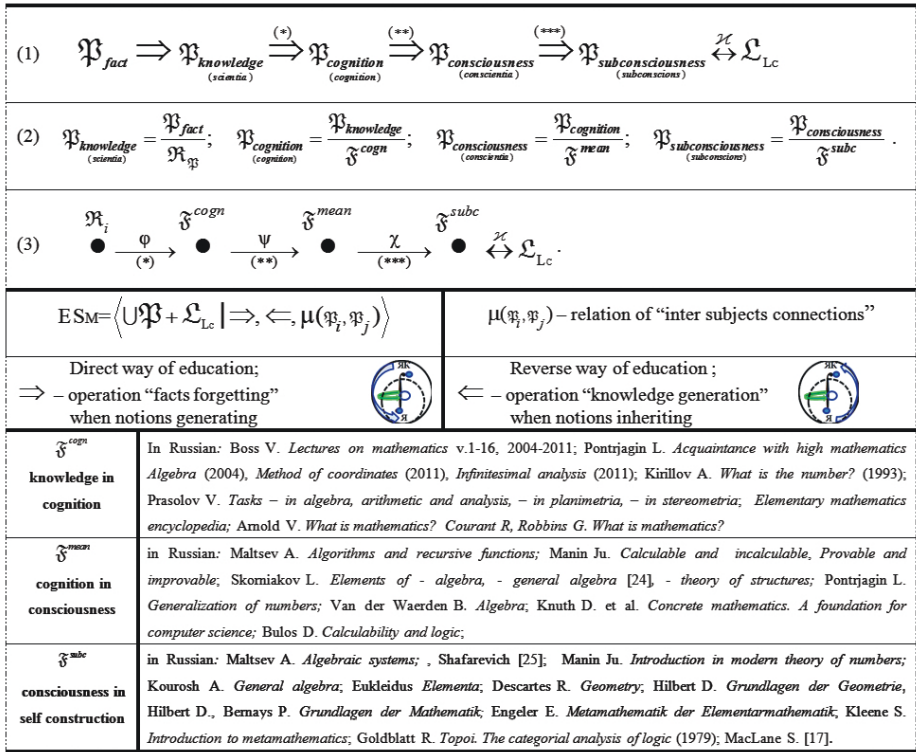 (1) 𝔓fact ⇒ 𝔓knowledge (scientia) ⇒(*) 𝔓cognition (cognition) ⇒(**) 𝔓consciousness (conscientia) ⇒(***) 𝔓subconsciousness (subconscions) ↔ϰ 𝔏Lc
(2) 𝔓knowledge (scientia) = 𝔓fact / ℜ𝔓; 𝔓cognition (cognition) = 𝔓knowledge / 𝔉cogn; 𝔓consciousness (conscientia) = 𝔓cognition / 𝔉mean; 𝔓subconsciousness (subconscions) = 𝔓consciousness / 𝔉subc .
ℜi 𝔉cogn 𝔉mean 𝔉subc
(3) ● φ→(*) ● ψ→(**) ● χ→(***) ● ↔ϰ 𝔏Lc .
ESM=⟨∪𝔓 + 𝔏Lc | ⇒, ⇐, μ(𝔓i, 𝔓j)⟩
μ(𝔓i, 𝔓j) – relation of “inter subjects connections”
Direct way of education;
⇒ – operation “facts forgetting”
when notions generating
ЯК
Я
Reverse way of education ;
⇐ – operation “knowledge generation”
when notions inheriting
ЯК
Я
𝔉cogn
knowledge in
cognition
In Russian: Boss V. Lectures on mathematics v.1-16, 2004-2011; Pontrjagin L. Acquaintance with high mathematics
Algebra (2004), Method of coordinates (2011), Infinitesimal analysis (2011); Kirillov A. What is the number? (1993);
Prasolov V. Tasks – in algebra, arithmetic and analysis, – in planimetria, – in stereometria; Elementary mathematics
encyclopedia; Arnold V. What is mathematics? Courant R, Robbins G. What is mathematics?
𝔉mean
cognition in
consciousness
in Russian: Maltsev A. Algorithms and recursive functions; Manin Ju. Calculable and incalculable, Provable and
improvable; Skorniakov L. Elements of - algebra, - general algebra [24], - theory of structures; Pontrjagin L.
Generalization of numbers; Van der Waerden B. Algebra; Knuth D. et al. Concrete mathematics. A foundation for
computer science; Bulos D. Calculability and logic;
𝔉subc
consciousness in
self construction
in Russian: Maltsev A. Algebraic systems; , Shafarevich [25]; Manin Ju. Introduction in modern theory of numbers;
Kourosh A. General algebra; Eukleidus Elementa; Descartes R. Geometry; Hilbert D. Grundlagen der Geometrie,
Hilbert D., Bernays P. Grundlagen der Mathematik; Engeler E. Metamathematik der Elementarmathematik; Kleene S.
Introduction to metamathematics; Goldblatt R. Topoi. The categorial analysis of logic (1979); MacLane S. [17].